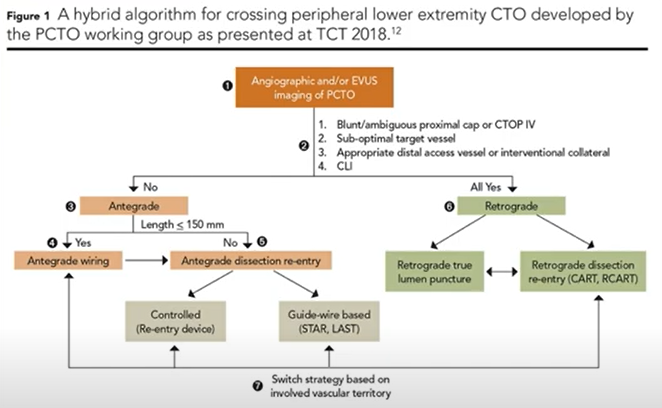 Figure 1 A hybrid algorithm for crossing peripheral lower extremity CTO developed by
the PCTO working group as presented at TCT 2018.12
1 Angiographic and/or EVUS
imaging of PCTO
2
1. Blunt/ambiguous proximal cap or CTOP IV
2. Sub-optimal target vessel
3. Appropriate distal access vessel or interventional collateral
4. CLI
No
All Yes
3 Antegrade
6 Retrograde
Length ≤ 150 mm
4 Yes
No 5
Antegrade wiring
Antegrade dissection re-entry
Retrograde true
lumen puncture
Retrograde dissection
re-entry (CART, RCART)
Controlled
(Re-entry device)
Guide-wire based
(STAR, LAST)
7 Switch strategy based on
involved vascular territory